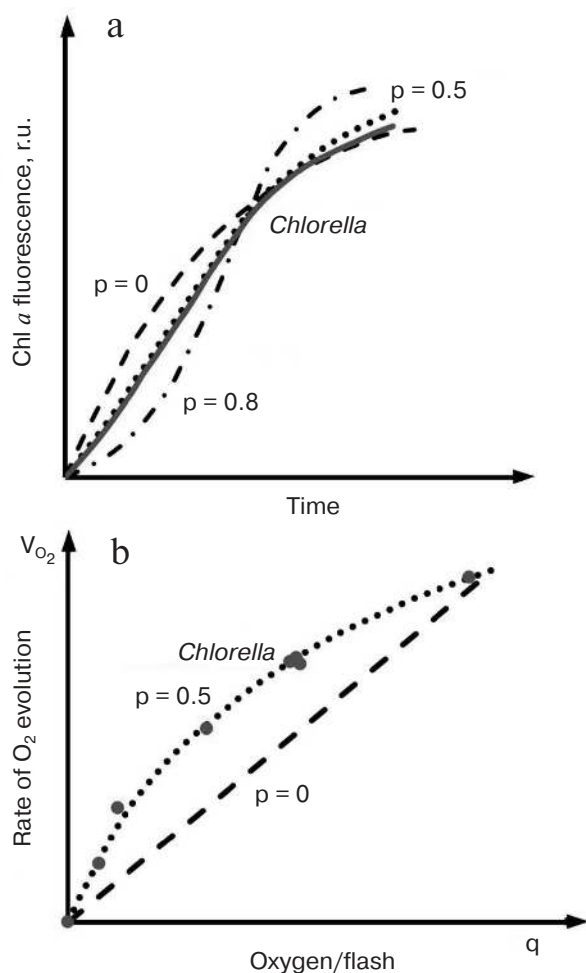 a
Chl a fluorescence, r.u.
p = 0.5
Chlorella
p = 0
p = 0.8
Time
b
V_O₂
Rate of O₂ evolution
Chlorella
p = 0.5
p = 0
q
Oxygen/flash